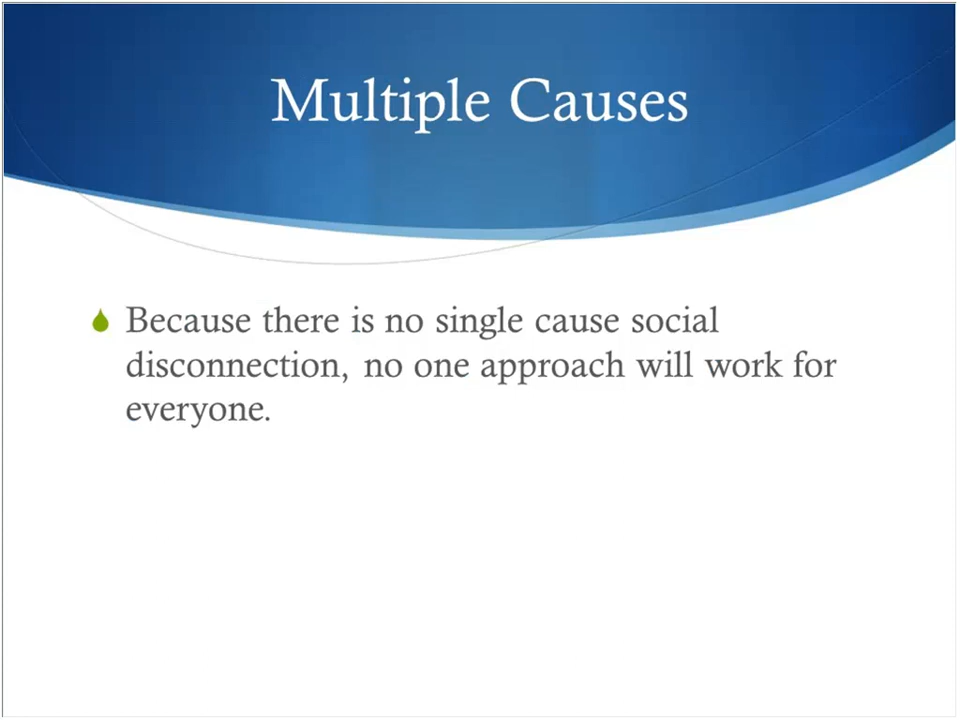 Multiple Causes
Because there is no single cause social
disconnection, no one approach will work for
everyone.